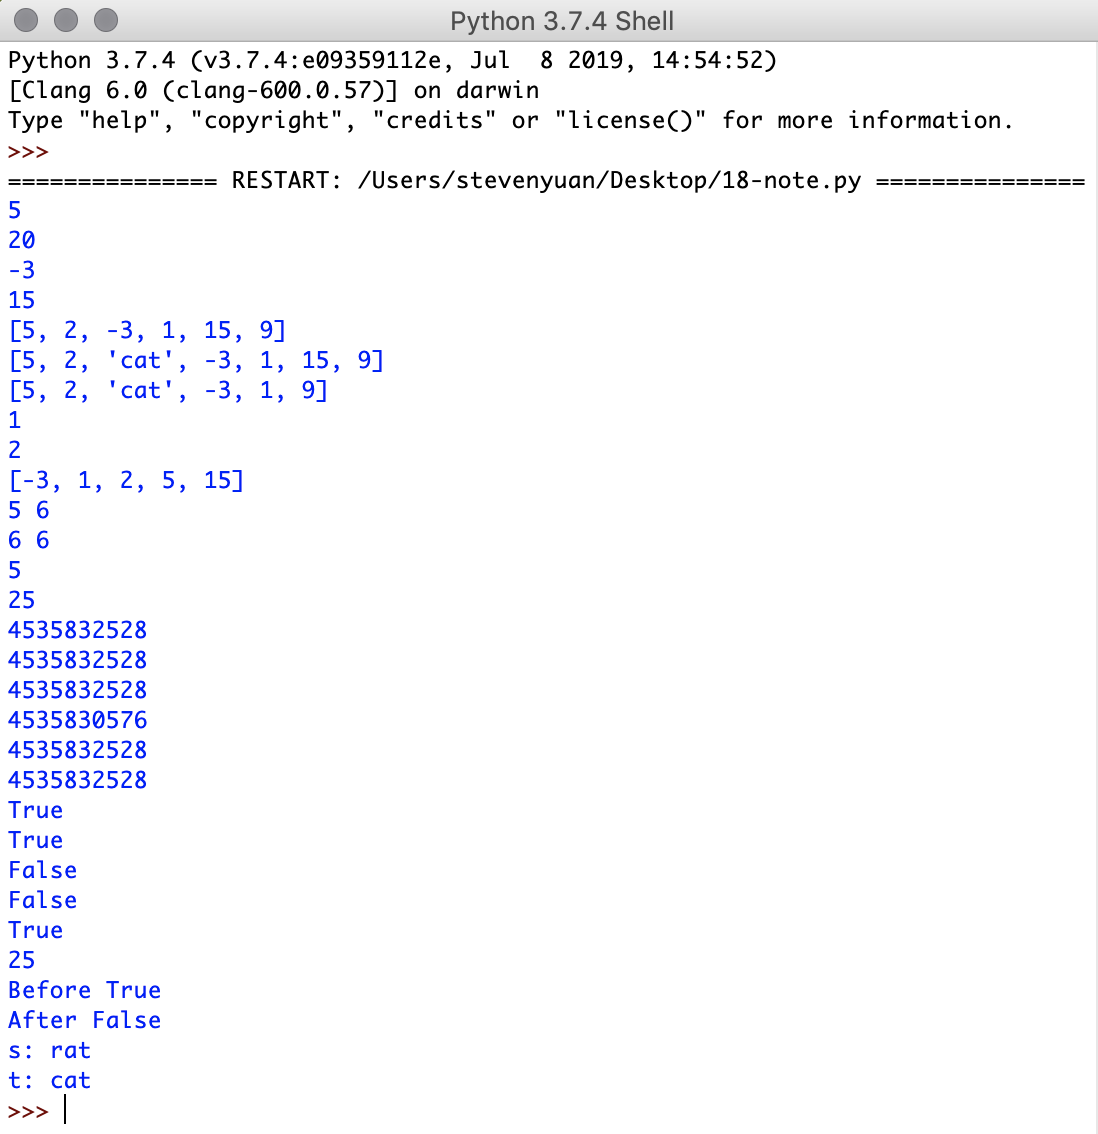 Python 3.7.4 Shell
Python 3.7.4 (v3.7.4:e09359112e, Jul  8 2019, 14:54:52)
[Clang 6.0 (clang-600.0.57)] on darwin
Type "help", "copyright", "credits" or "license()" for more information.
>>>
=============== RESTART: /Users/stevenyuan/Desktop/18-note.py ===============
5
20
-3
15
[5, 2, -3, 1, 15, 9]
[5, 2, 'cat', -3, 1, 15, 9]
[5, 2, 'cat', -3, 1, 9]
1
2
[-3, 1, 2, 5, 15]
5 6
6 6
5
25
4535832528
4535832528
4535832528
4535830576
4535832528
4535832528
True
True
False
False
True
25
Before True
After False
s: rat
t: cat
>>>